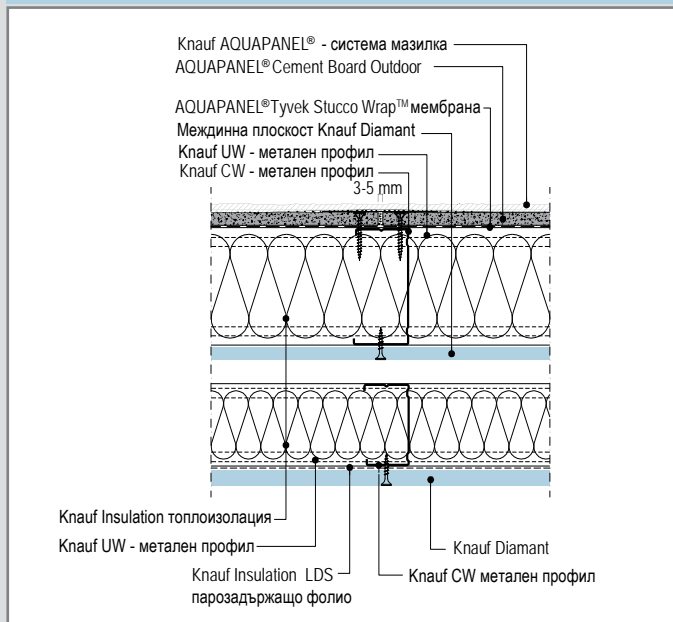 Knauf AQUAPANEL® - система мазилка
AQUAPANEL® Cement Board Outdoor
AQUAPANEL®Tyvek Stucco Wrap™ мембрана
Междинна плоскост Knauf Diamant
Knauf UW - метален профил
Knauf CW - метален профил
3-5 mm
Knauf Insulation топлоизолация
Knauf UW - метален профил
Knauf Diamant
Knauf Insulation LDS
парозадържащо фолио
Knauf CW метален профил